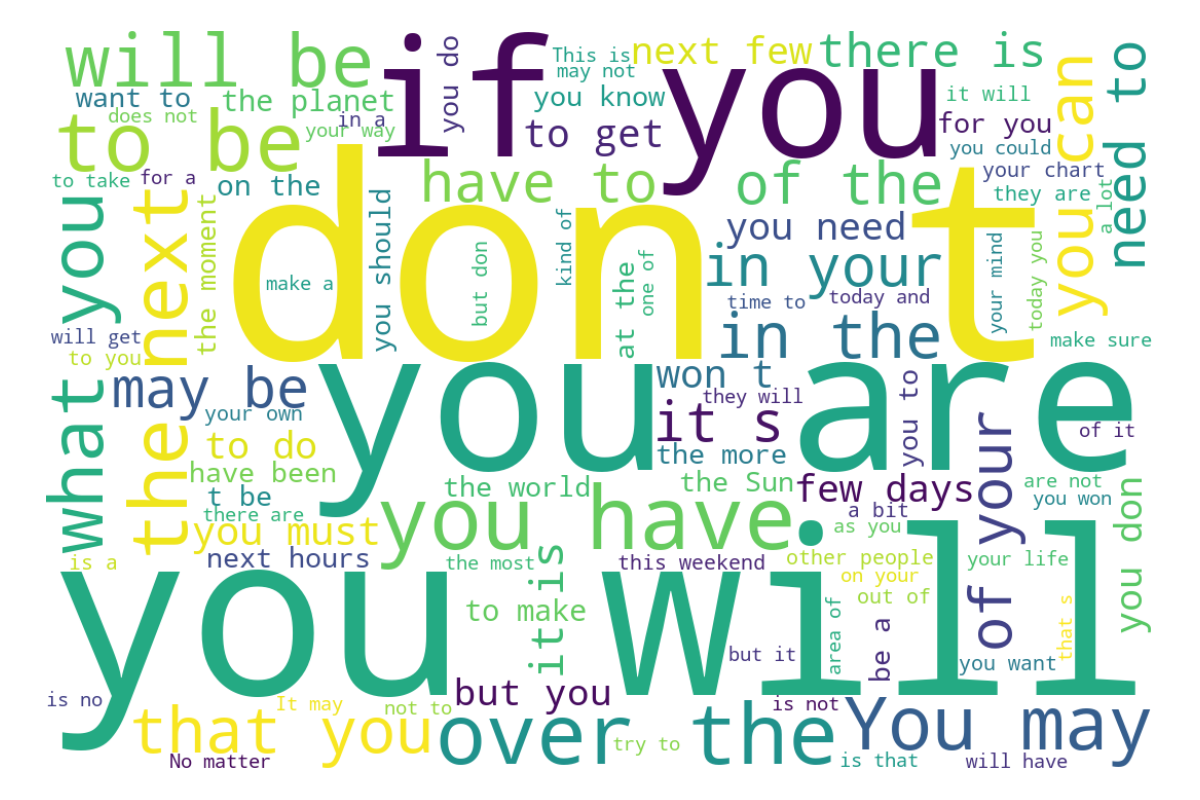 will be
if you
you do
This is
may not
next few
there is
want to
the planet
in a
you know
it will
does not
your way
to be
to get
for you
you could
you can
need to
to take
for a
on the
have to
of the
your chart
they are
a lot
don t
what you
the next
the moment
make a
you should
but don
kind of
at the
one of
you need
in your
time to
today and
your mind
today you
will get
to you
in the
make sure
may be
you are
won t
they will
your own
it s
you to
of your
of it
to do
have been
the more
the world
the Sun
few days
are not
you won
you don
t be
there are
you have
a bit
as you
you must
next hours
is a
the most
it is
this weekend
other people
on your
your life
you will
to make
out of
area of
be a
that s
but it
you want
is no
It may
not to
but you
is not
You may
that you
over the
try to
No matter
is that
will have